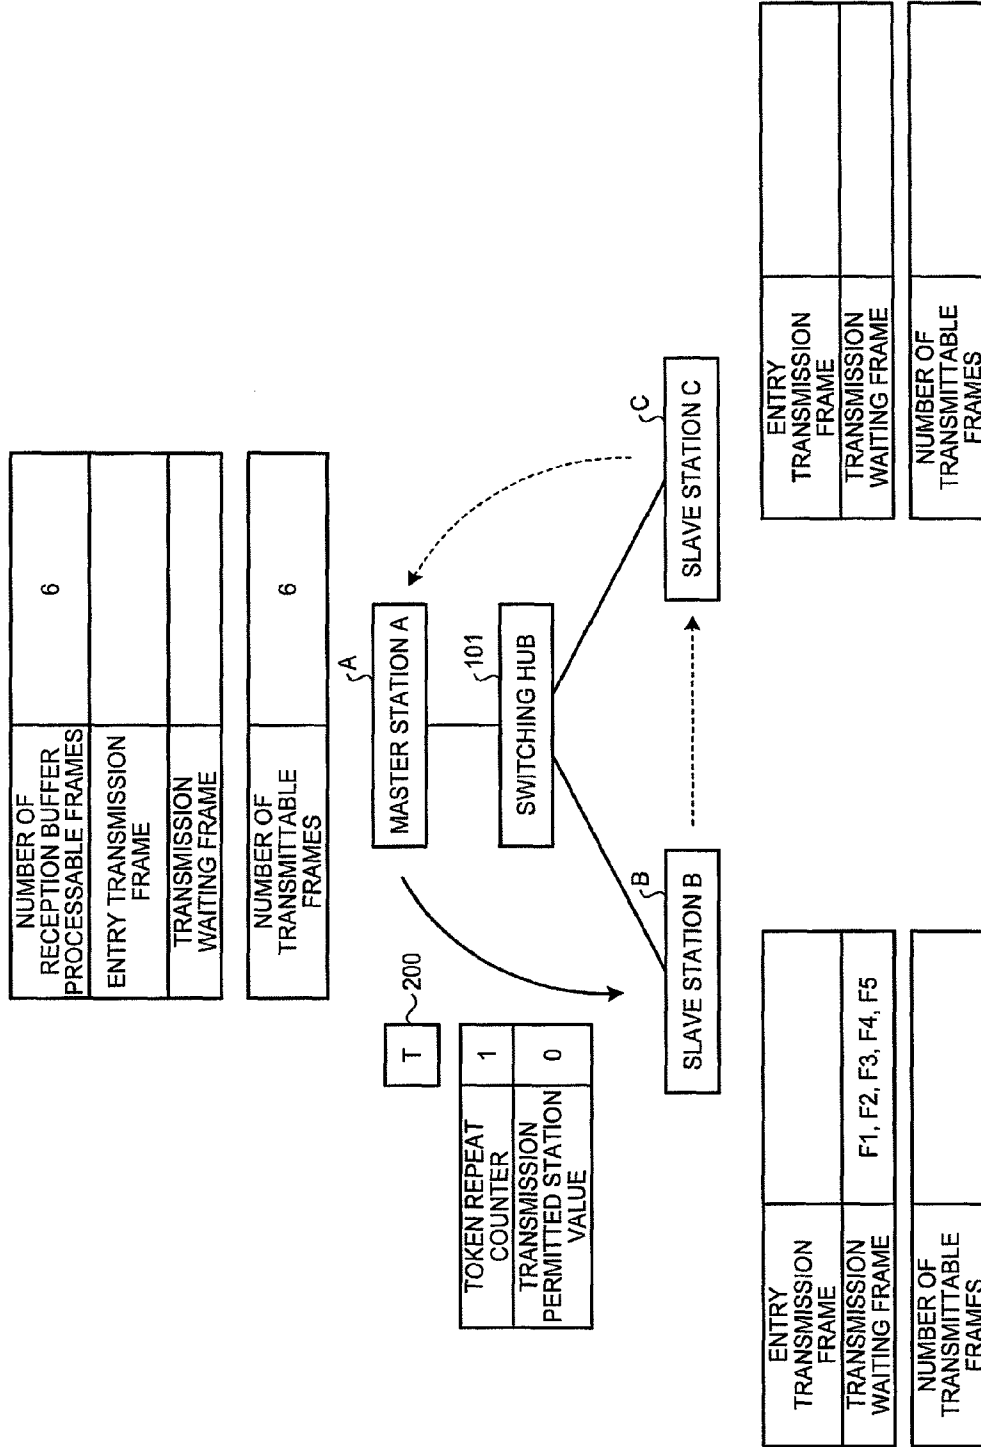 NUMBER OF
RECEPTION BUFFER
PROCESSABLE FRAMES
6
ENTRY TRANSMISSION
FRAME
TRANSMISSION
WAITING FRAME
NUMBER OF
TRANSMITTABLE
FRAMES
6
A
MASTER STATION A
T
200
TOKEN REPEAT
COUNTER
1
TRANSMISSION
PERMITTED STATION
VALUE
0
101
SWITCHING HUB
B
SLAVE STATION B
C
SLAVE STATION C
ENTRY
TRANSMISSION
FRAME
TRANSMISSION
WAITING FRAME
F1, F2, F3, F4, F5
NUMBER OF
TRANSMITTABLE
FRAMES
ENTRY
TRANSMISSION
FRAME
TRANSMISSION
WAITING FRAME
NUMBER OF
TRANSMITTABLE
FRAMES